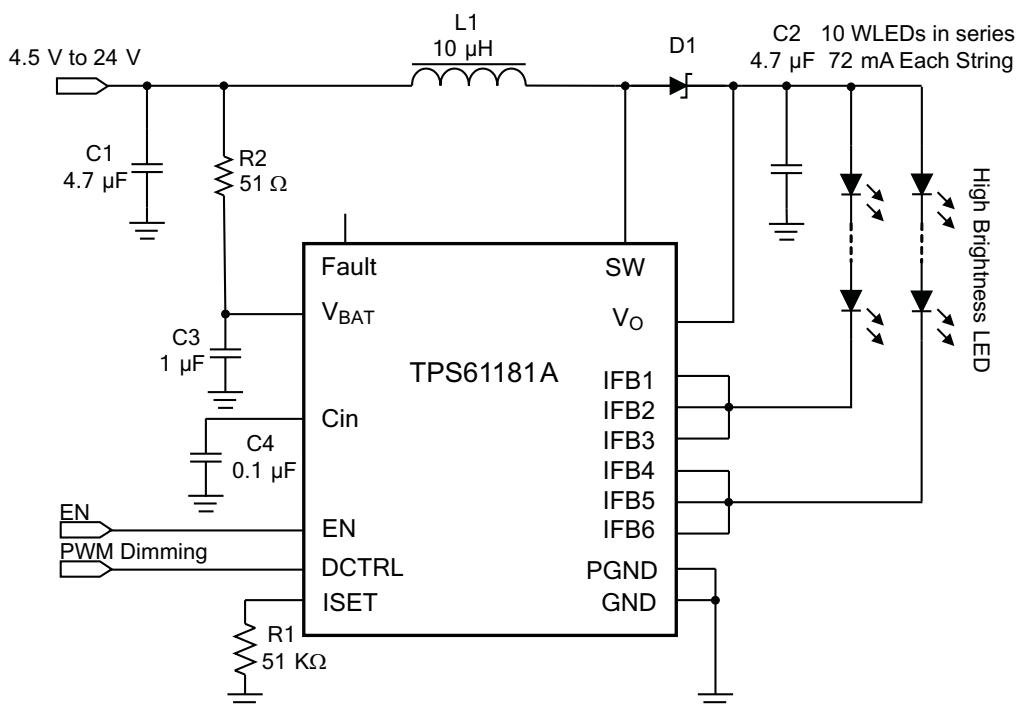 4.5 V to 24 V
L1
10 µH
D1
C2
4.7 µF
10 WLEDs in series
72 mA Each String
C1
4.7 µF
R2
51 Ω
High Brightness LED
Fault
SW
VBAT
VO
C3
1 µF
TPS61181A
IFB1
IFB2
IFB3
Cin
C4
0.1 µF
IFB4
IFB5
IFB6
EN
EN
PWM Dimming
DCTRL
PGND
ISET
GND
R1
51 KΩ